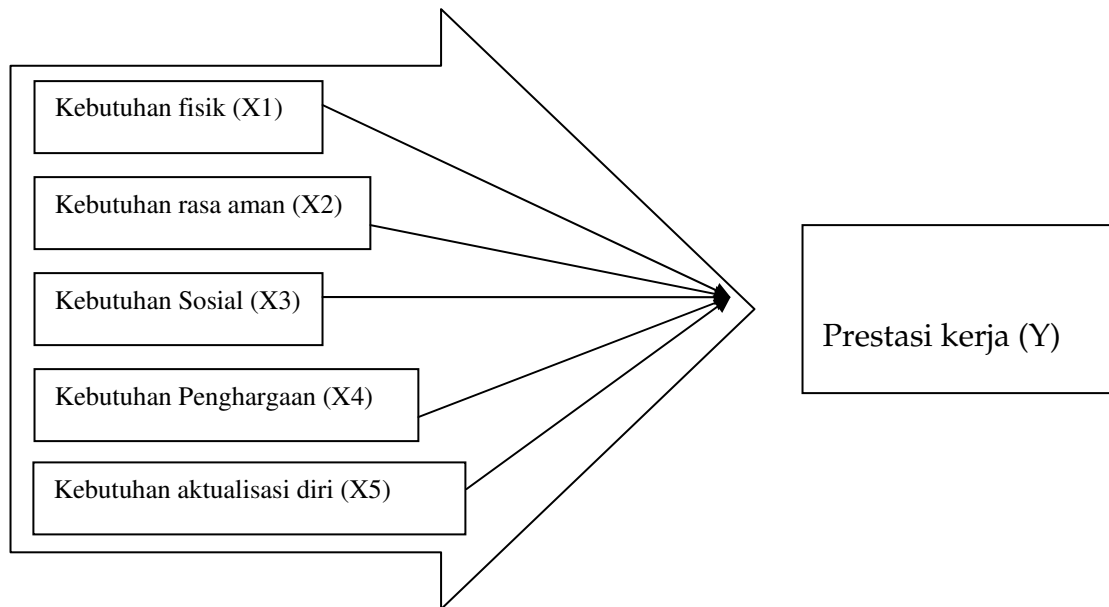 Kebutuhan fisik (X1)
Kebutuhan rasa aman (X2)
Kebutuhan Sosial (X3)
Kebutuhan Penghargaan (X4)
Kebutuhan aktualisasi diri (X5)
Prestasi kerja (Y)